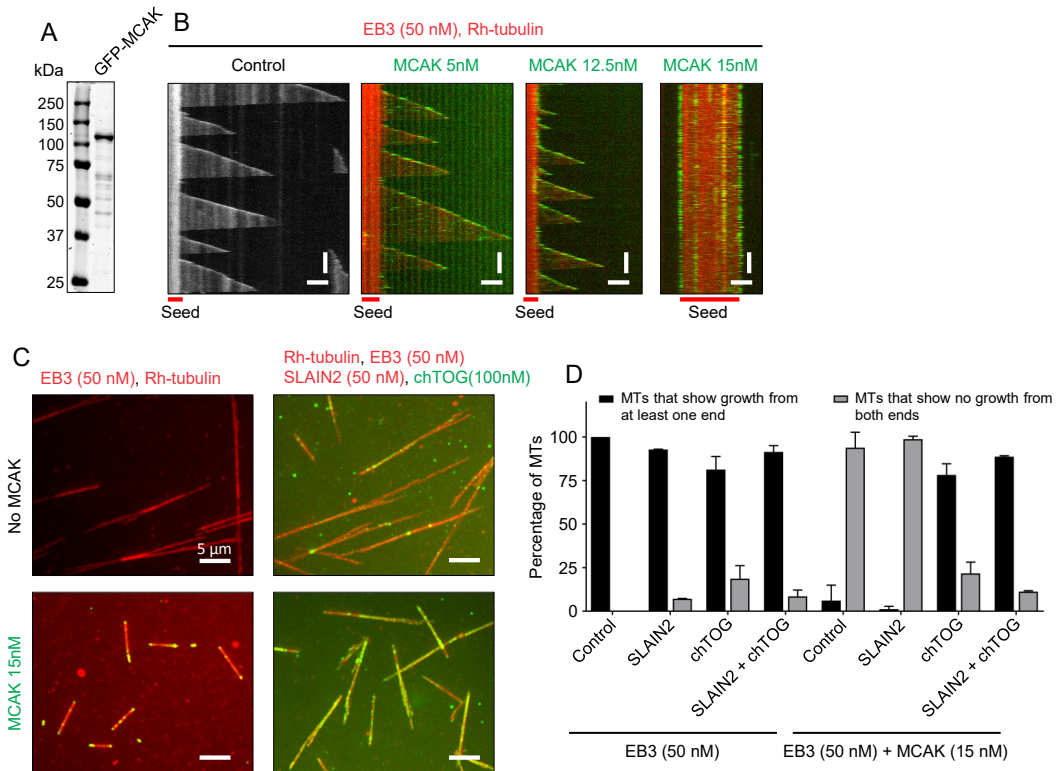 A
GFP-MCAK
kDa
250
150
100
75
50
37
25
B
EB3 (50 nM), Rh-tubulin
Control
MCAK 5nM
MCAK 12.5nM
MCAK 15nM
Seed
Seed
Seed
Seed
C
EB3 (50 nM), Rh-tubulin
Rh-tubulin, EB3 (50 nM)
SLAIN2 (50 nM), chTOG(100nM)
No MCAK
5 µm
MCAK 15nM
D
MTs that show growth from
at least one end
MTs that show no growth from
both ends
Percentage of MTs
100
75
50
25
0
Control
SLAIN2
chTOG
SLAIN2 + chTOG
Control
SLAIN2
chTOG
SLAIN2 + chTOG
EB3 (50 nM)
EB3 (50 nM) + MCAK (15 nM)